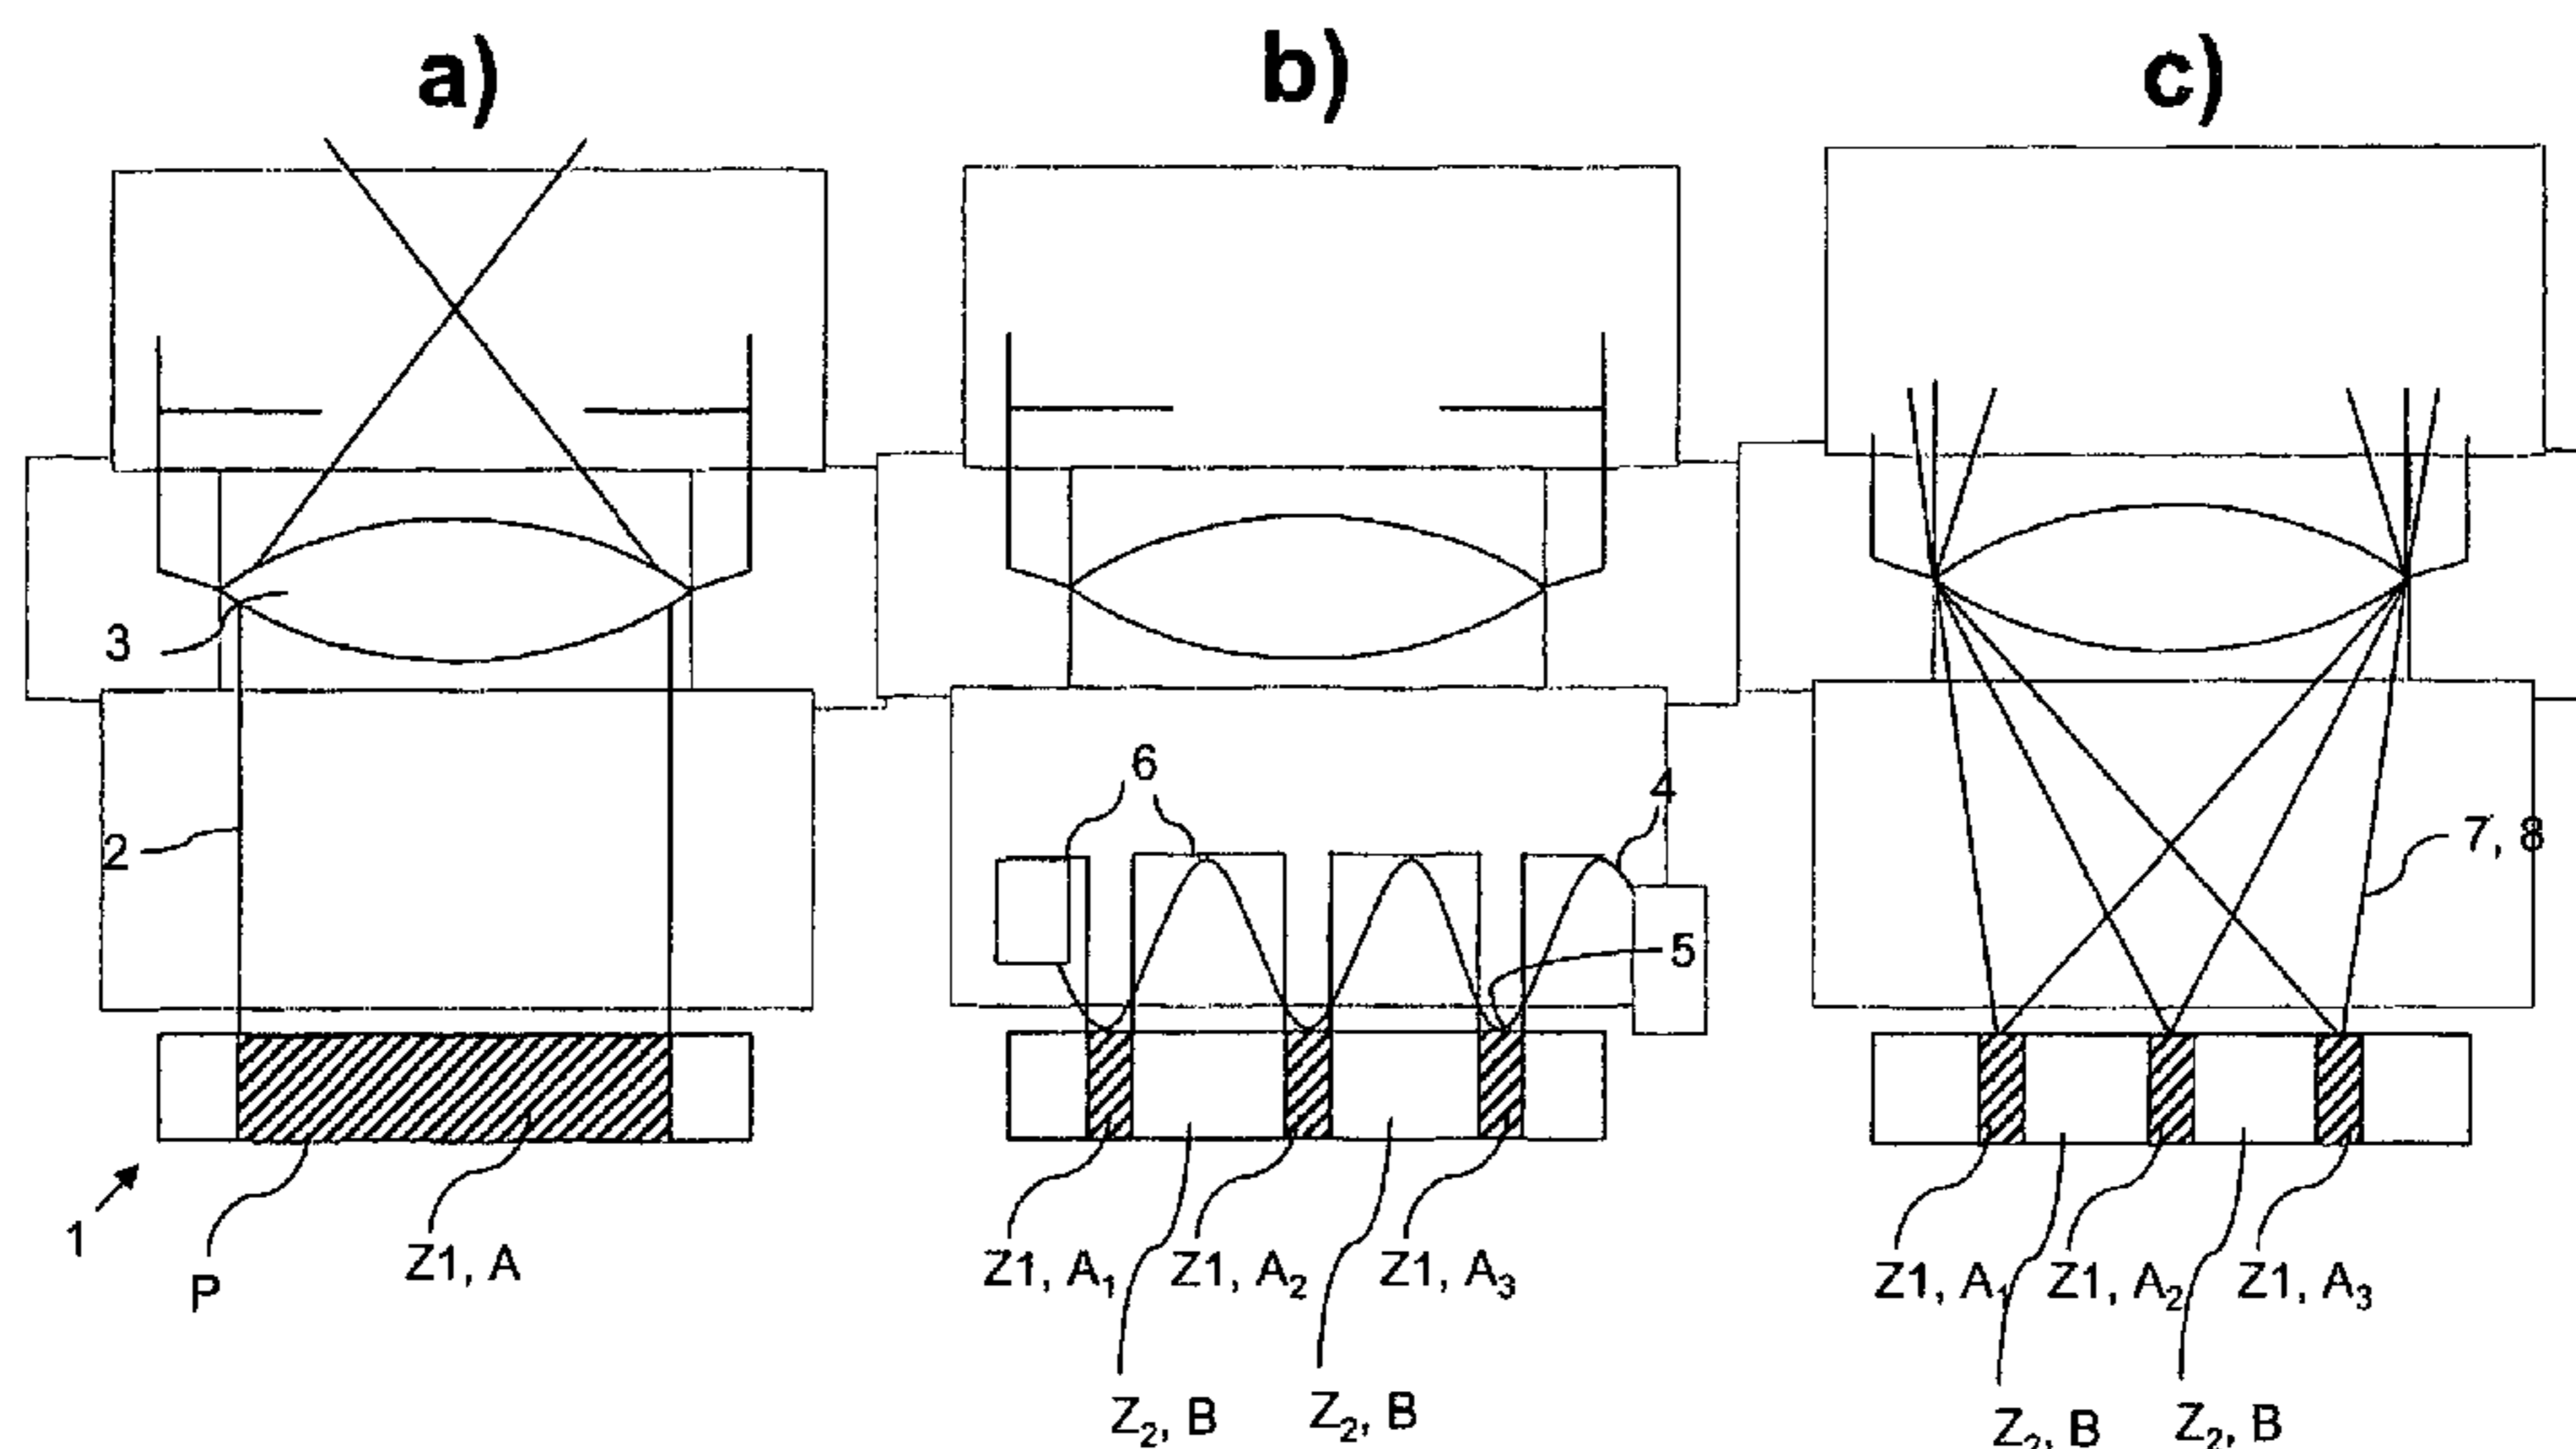 a) b) c)
3
2
6
4
5
7, 8
1
P
Z1, A
Z1, A₁ Z1, A₂ Z1, A₃
Z₂, B Z₂, B
Z1, A₁ Z1, A₂ Z1, A₃
Z₂, B Z₂, B